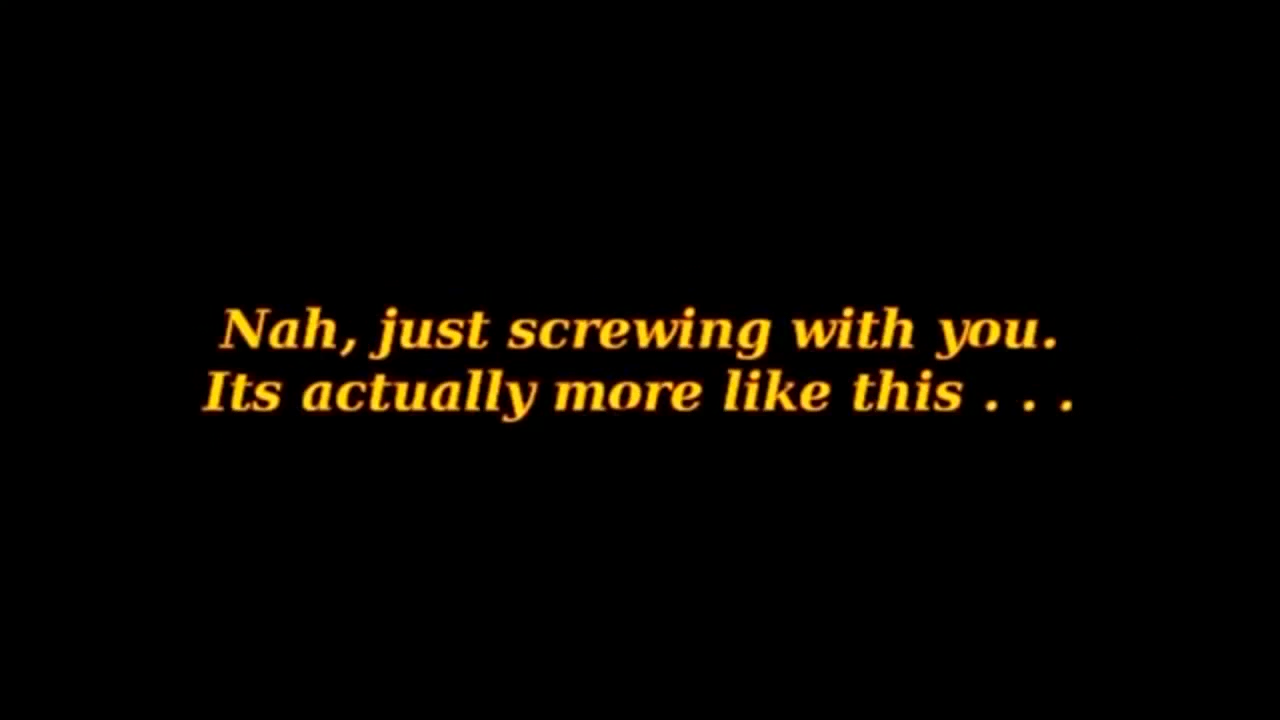 Nah, just screwing with you.
Its actually more like this . . .